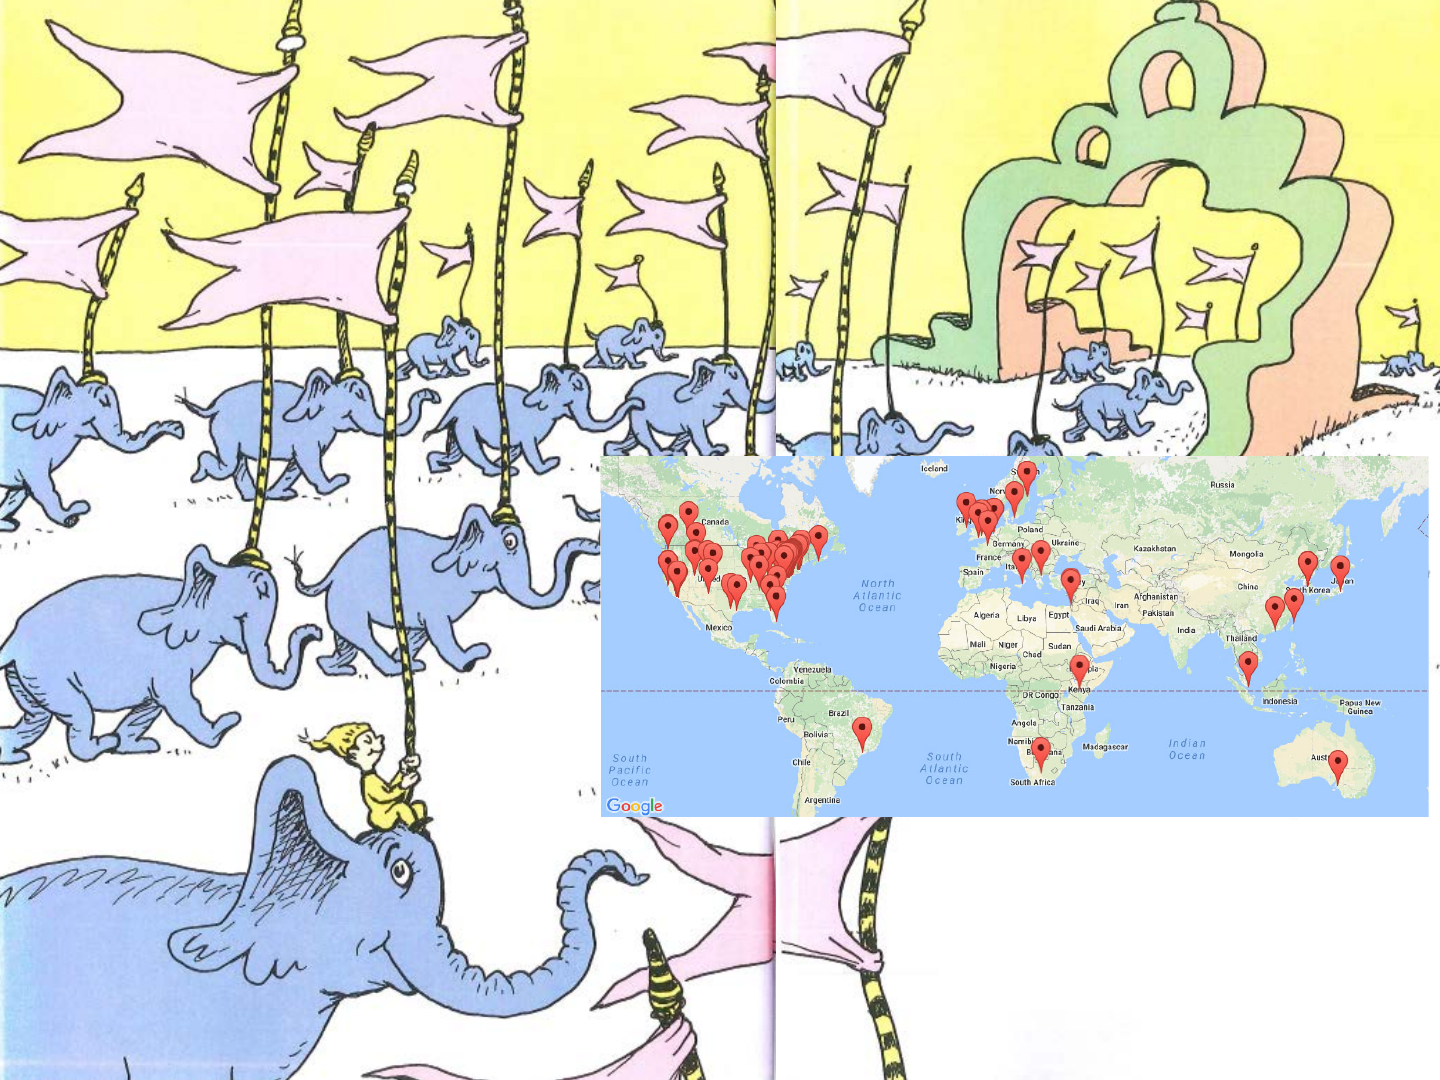 Iceland
Russia
Canada
Poland
Germany
Ukraine
Kazakhstan
Mongolia
France
Spain
North
Atlantic
Ocean
China
Iraq
Iran
Afghanistan
Pakistan
Algeria
Libya
Egypt
Saudi Arabia
India
Thailand
Mexico
Mali
Niger
Chad
Sudan
Nigeria
Venezuela
Colombia
DR Congo
Kenya
Tanzania
Indonesia
Papua New
Guinea
Peru
Brazil
Bolivia
Angola
Madagascar
Chile
South
Pacific
Ocean
South
Atlantic
Ocean
Indian
Ocean
South Africa
Argentina
Google